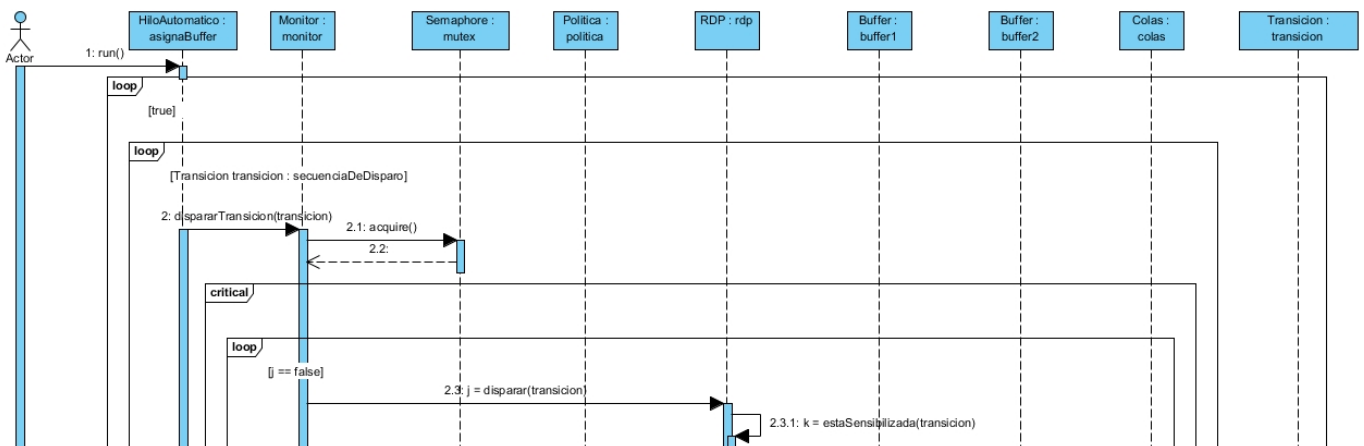 HiloAutomatico :
asignaBuffer
Monitor :
monitor
Semaphore :
mutex
Politica :
politica
RDP : rdp
Buffer :
buffer1
Buffer :
buffer2
Colas :
colas
Transicion :
transicion
Actor
1: run()
loop
[true]
loop
[Transicion transicion : secuenciaDeDisparo]
2: dispararTransicion(transicion)
2.1: acquire()
2.2:
critical
loop
[j == false]
2.3: j = disparar(transicion)
2.3.1: k = estaSensibilizada(transicion)